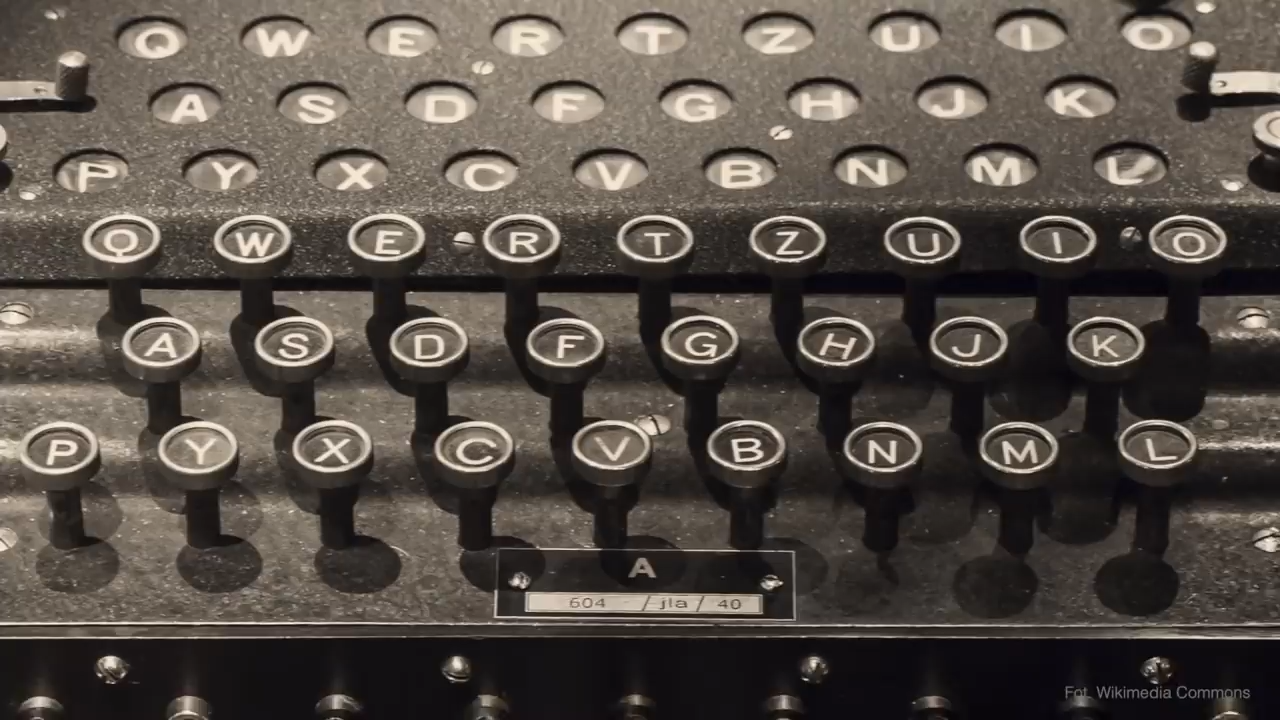 Q W E R T Z U I O
A S D F G H J K
P Y X C V B N M L
Q W E R T Z U I O
A S D F G H J K
P Y X C V B N M L
A
604 / jla / 40
Fot. Wikimedia Commons